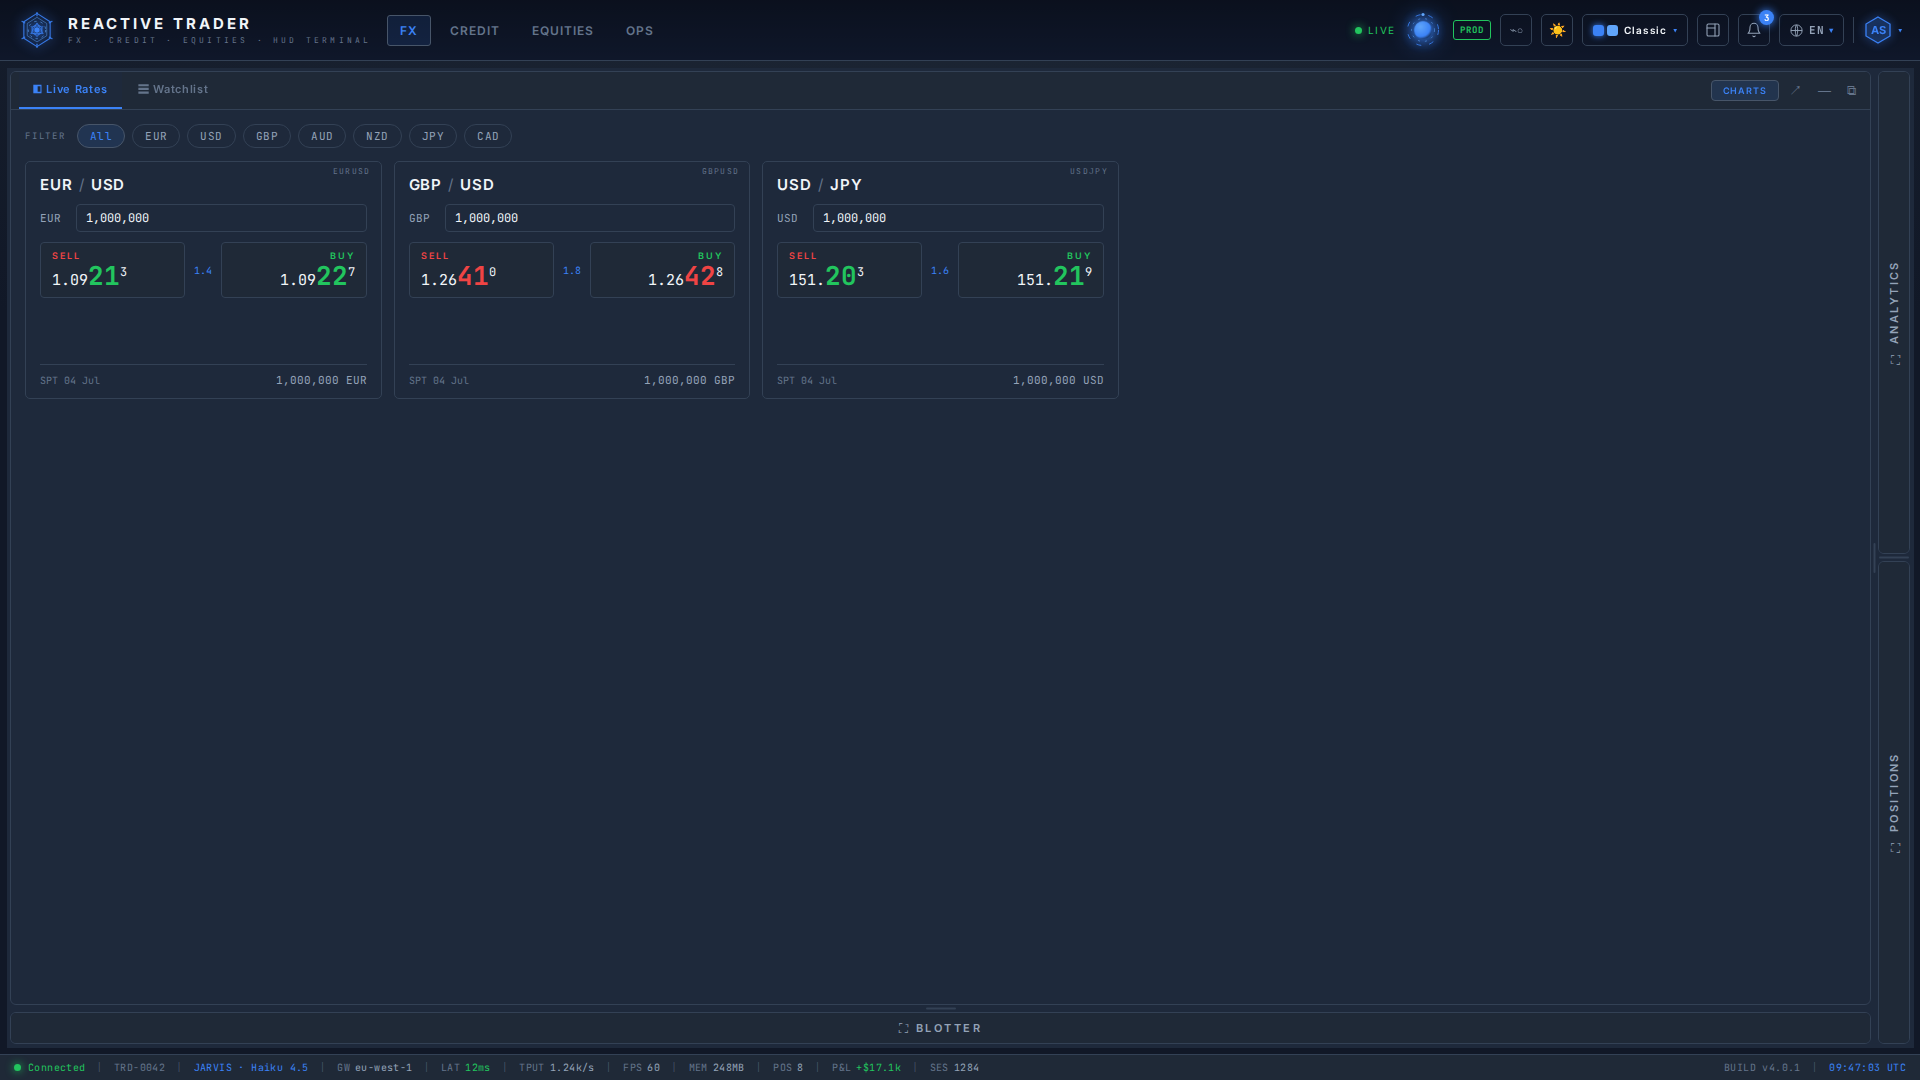 REACTIVE TRADER
FX · CREDIT · EQUITIES · HUD TERMINAL
FX CREDIT EQUITIES OPS
LIVE PROD Classic 3 EN AS
Live Rates Watchlist CHARTS
FILTER All EUR USD GBP AUD NZD JPY CAD
EURUSD
EUR / USD
EUR 1,000,000
SELL
1.09213
1.4
BUY
1.09227
SPT 04 Jul 1,000,000 EUR
GBPUSD
GBP / USD
GBP 1,000,000
SELL
1.26410
1.8
BUY
1.26428
SPT 04 Jul 1,000,000 GBP
USDJPY
USD / JPY
USD 1,000,000
SELL
151.203
1.6
BUY
151.219
SPT 04 Jul 1,000,000 USD
ANALYTICS
POSITIONS
BLOTTER
Connected TRD-0042 JARVIS · Haiku 4.5 GW eu-west-1 LAT 12ms TPUT 1.24k/s FPS 60 MEM 248MB POS 8 P&L +$17.1k SES 1284 BUILD v4.0.1 09:47:03 UTC